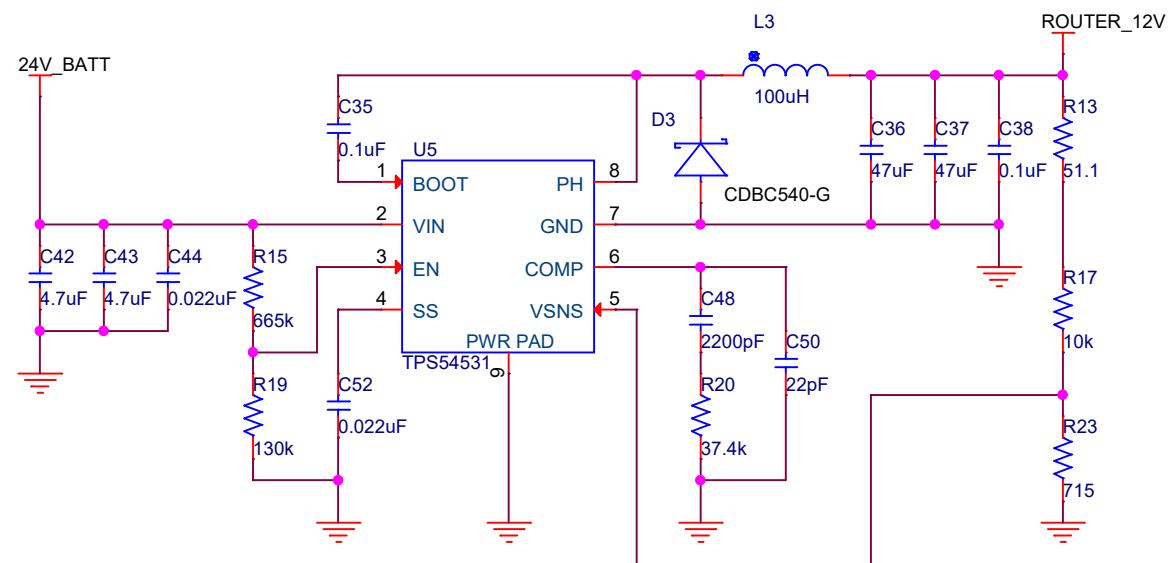 L3
ROUTER_12V
24V_BATT
100uH
C35
0.1uF
D3
R13
51.1
C36
47uF
C37
47uF
C38
0.1uF
U5
CDBC540-G
1
BOOT
PH
8
2
VIN
GND
7
3
EN
COMP
6
4
SS
VSNS
5
PWR PAD
TPS54531
9
C42
4.7uF
C43
4.7uF
C44
0.022uF
R15
665k
R17
10k
C48
2200pF
C50
22pF
R19
130k
C52
0.022uF
R20
37.4k
R23
715